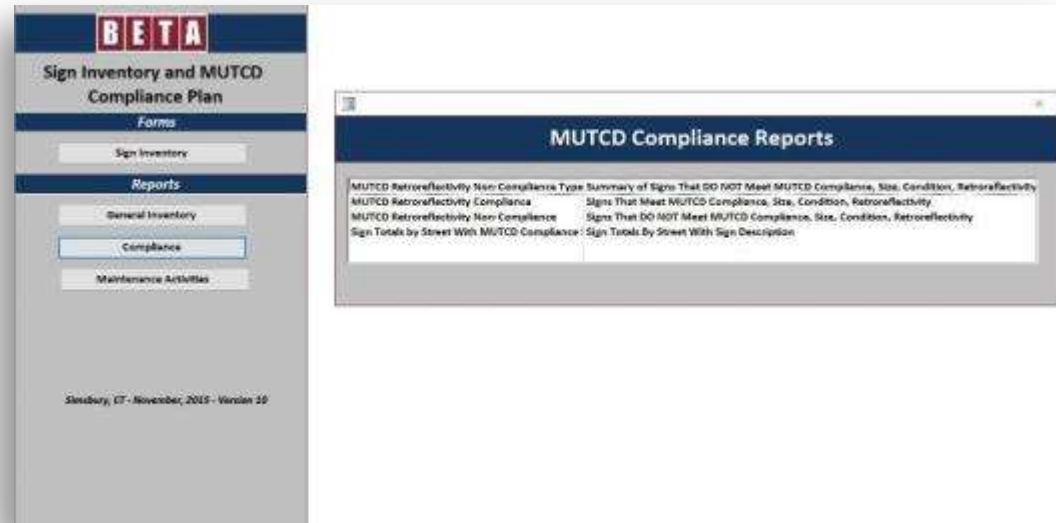 BETA
Sign Inventory and MUTCD
Compliance Plan
Forms
Sign Inventory
Reports
General Inventory
Compliance
Maintenance Activities
Simsbury, CT - November, 2015 - Version 10
MUTCD Compliance Reports
MUTCD Retroreflectivity Non-Compliance Type Summary of Signs That DO NOT Meet MUTCD Compliance, Size, Condition, Retroreflectivity
MUTCD Retroreflectivity Compliance Signs That Meet MUTCD Compliance, Size, Condition, Retroreflectivity
MUTCD Retroreflectivity Non-Compliance Signs That DO NOT Meet MUTCD Compliance, Size, Condition, Retroreflectivity
Sign Totals by Street With MUTCD Compliance Sign Totals By Street With Sign Description